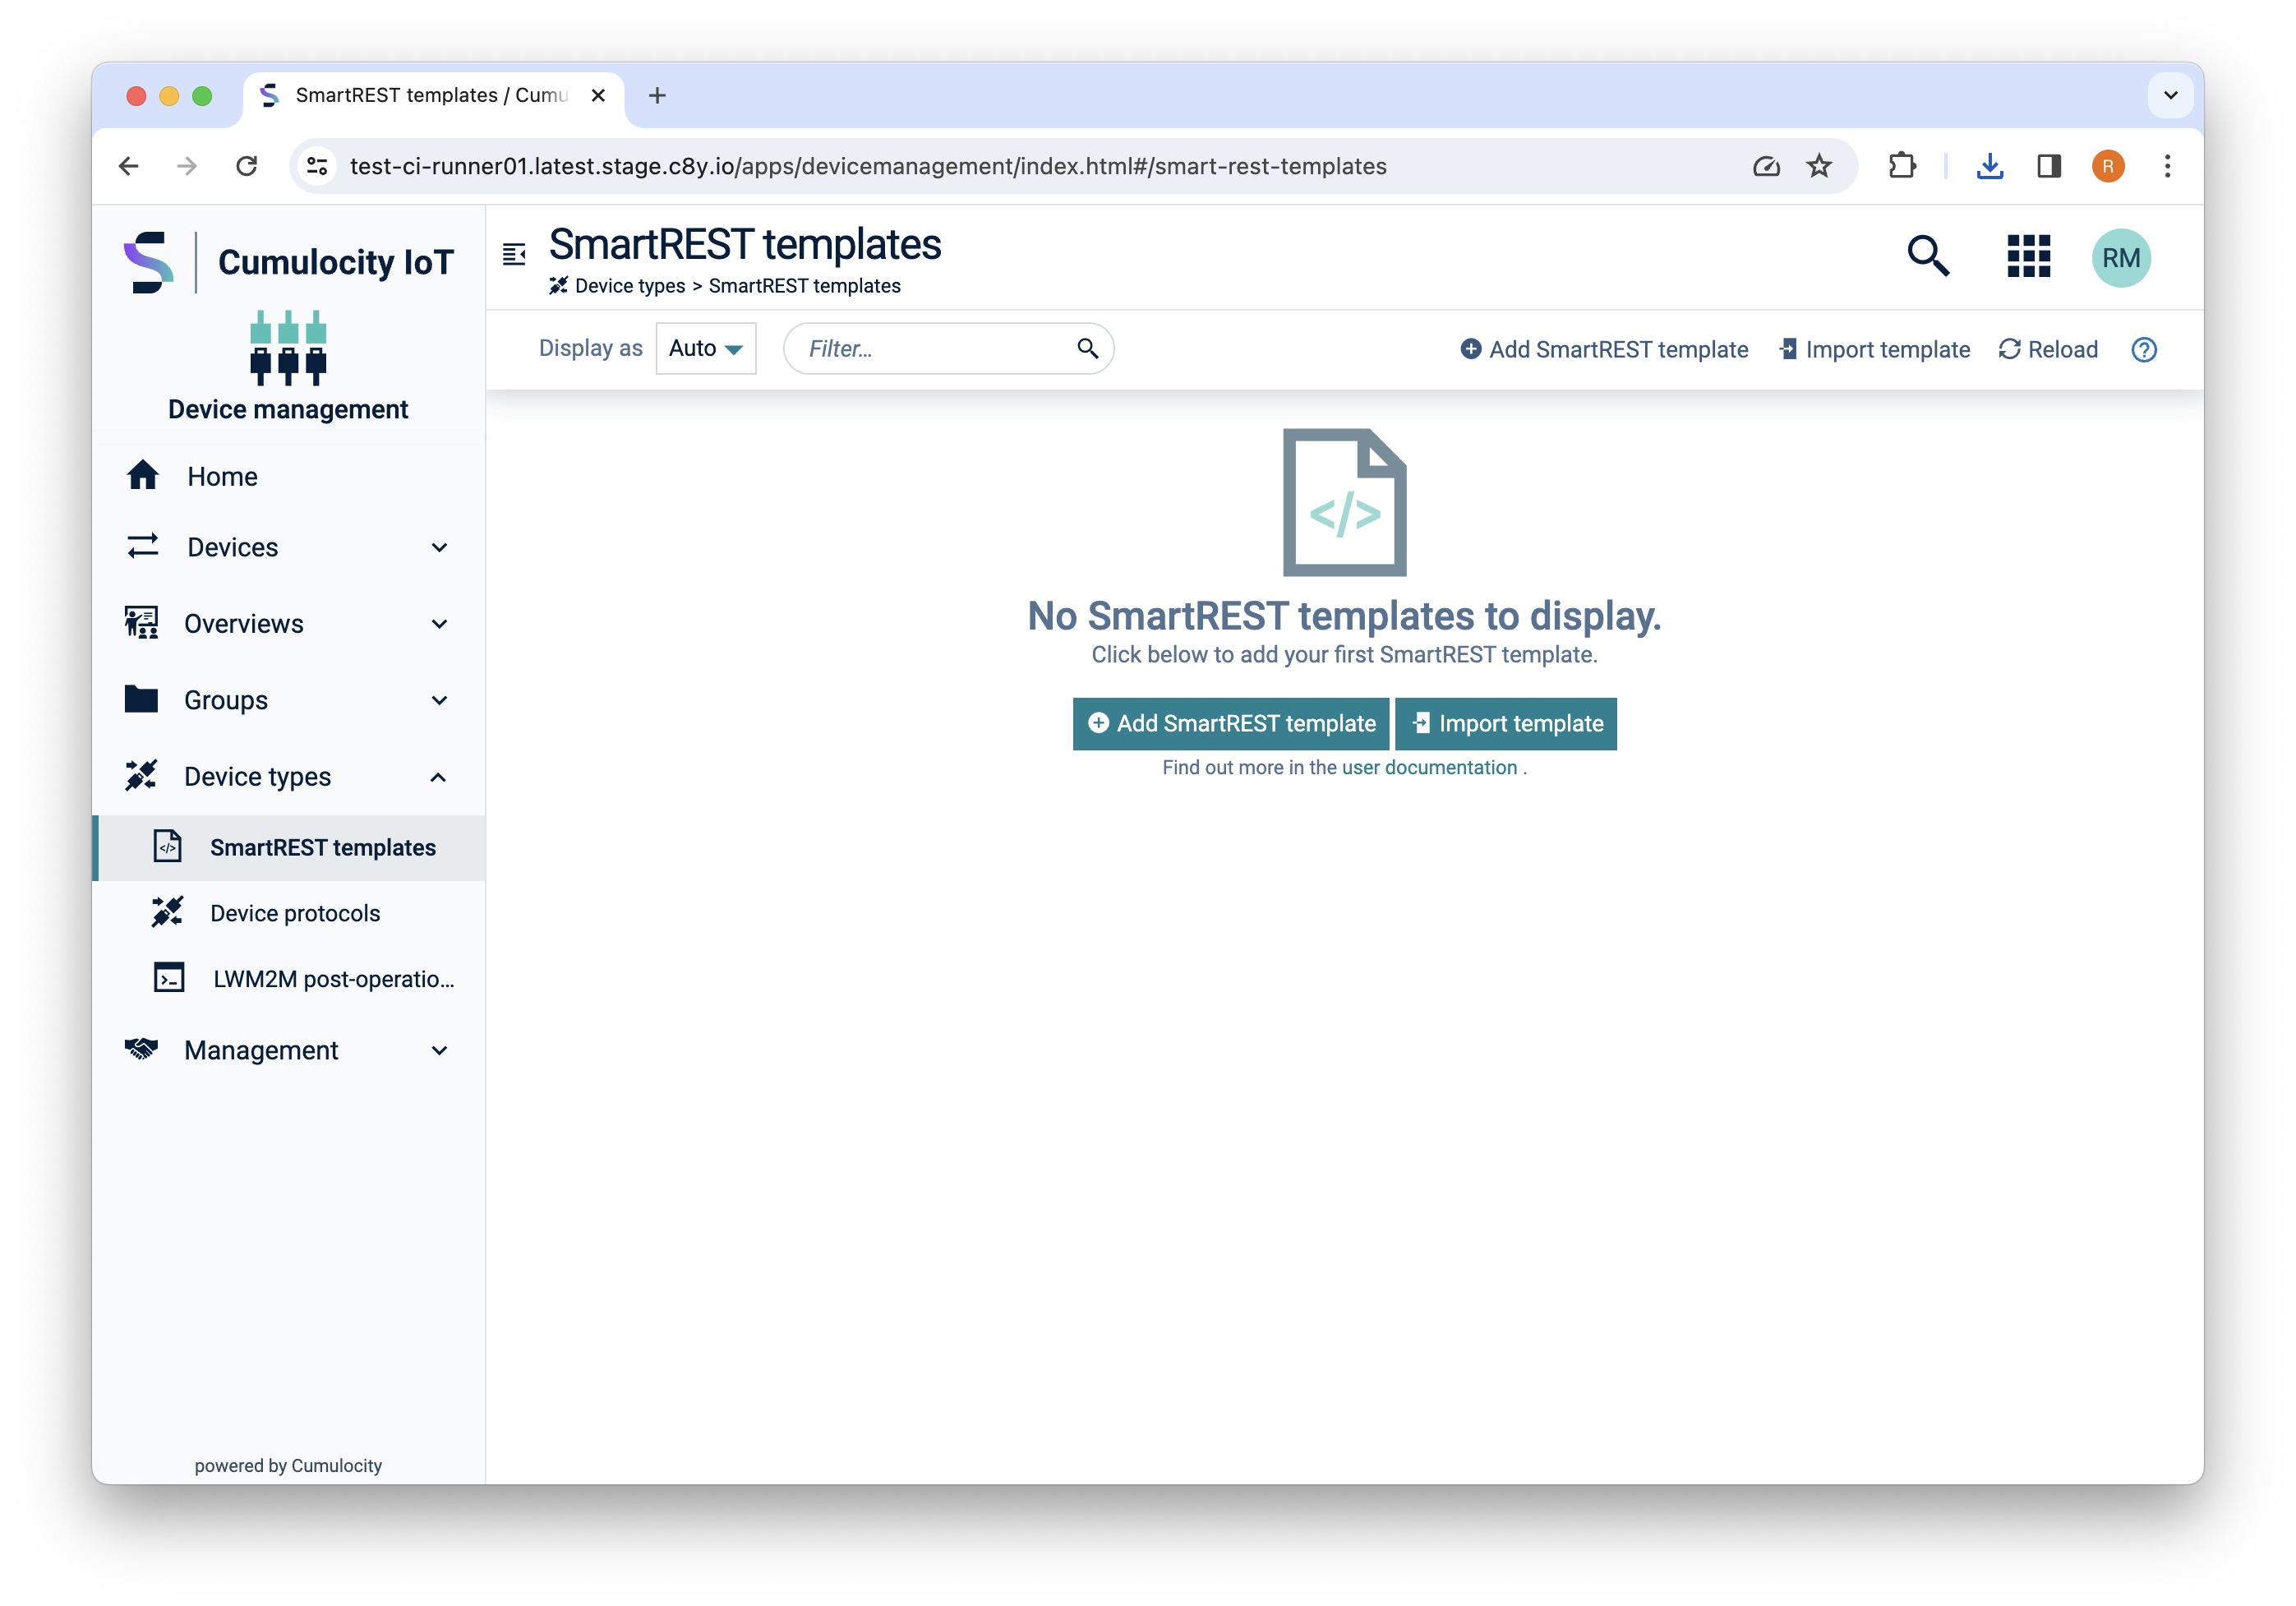 SmartREST templates / Cumu
test-ci-runner01.latest.stage.c8y.io/apps/devicemanagement/index.html#/smart-rest-templates
R
Cumulocity IoT
Device management
Home
Devices
Overviews
Groups
Device types
SmartREST templates
Device protocols
LWM2M post-operatio...
Management
powered by Cumulocity
SmartREST templates
Device types > SmartREST templates
RM
Display as Auto Filter... Add SmartREST template Import template Reload ?
</>
No SmartREST templates to display.
Click below to add your first SmartREST template.
Add SmartREST template Import template
Find out more in the user documentation .